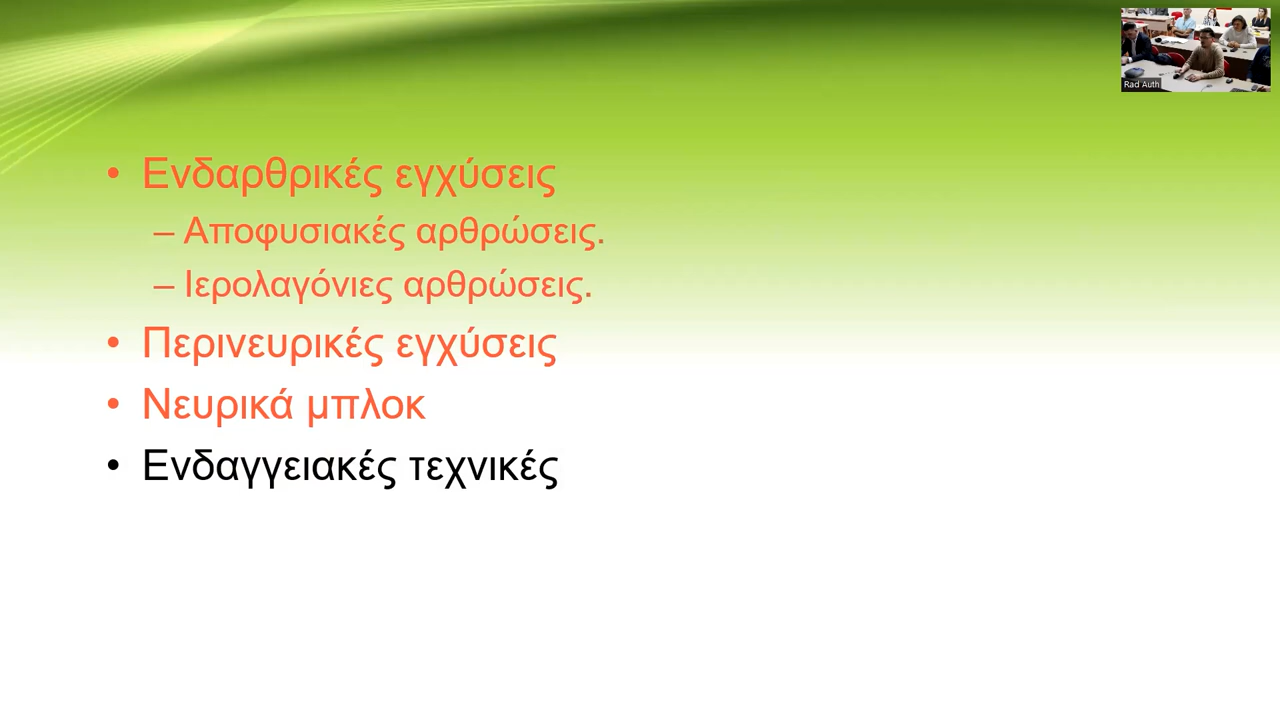 • Ενδαρθρικές εγχύσεις
– Αποφυσιακές αρθρώσεις.
– Ιερολαγόνιες αρθρώσεις.
• Περινευρικές εγχύσεις
• Νευρικά μπλοκ
• Ενδαγγειακές τεχνικές
Rad Auth